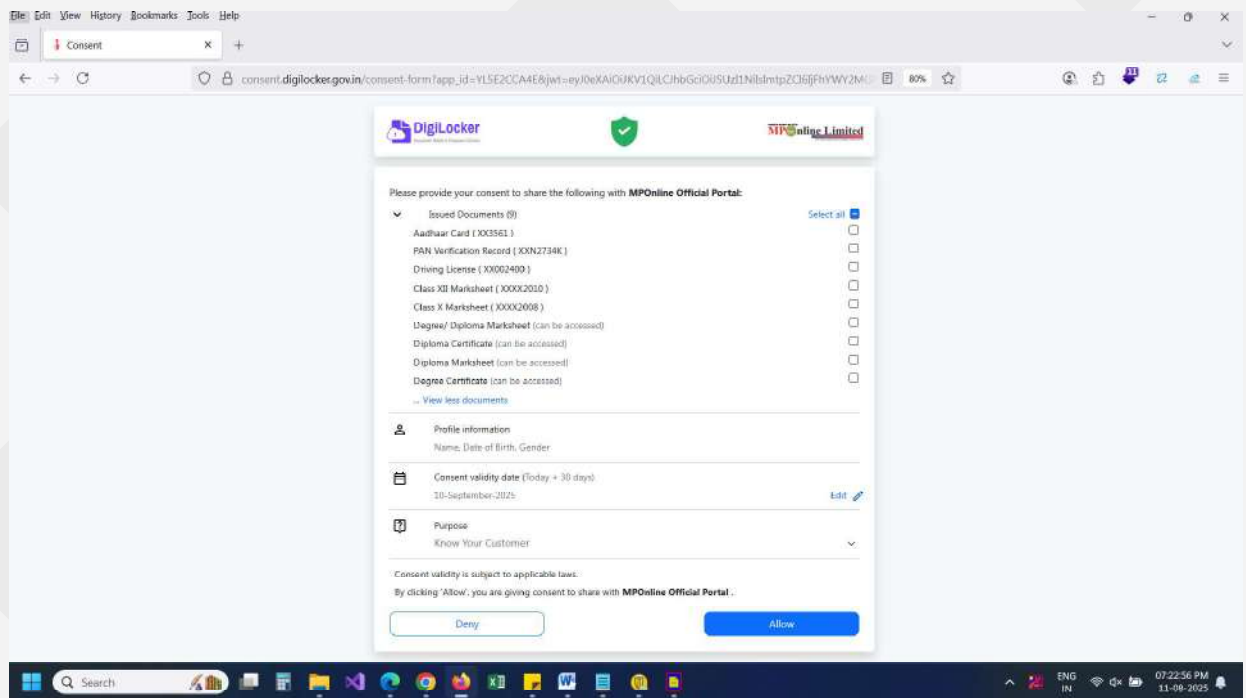 File Edit View History Bookmarks Tools Help
Consent
consent.digilocker.gov.in/consent-form?app_id=YL5E2CCA4E&jwt=
80%
DigiLocker
MPOnline Limited
Please provide your consent to share the following with MPOnline Official Portal:
Issued Documents (9) Select all
Aadhaar Card ( XX3561 )
PAN Verification Record ( XXN2734K )
Driving License ( XX002400 )
Class XII Marksheet ( XXXX2010 )
Class X Marksheet ( XXXX2008 )
Degree/ Diploma Marksheet (can be accessed)
Diploma Certificate (can be accessed)
Diploma Marksheet (can be accessed)
Degree Certificate (can be accessed)
... View less documents
Profile information
Name, Date of Birth, Gender
Consent validity date (Today + 30 days)
10-September-2025 Edit
Purpose
Know Your Customer
Consent validity is subject to applicable laws.
By clicking 'Allow', you are giving consent to share with MPOnline Official Portal .
Deny Allow
Search
ENG 07:22:56 PM
IN 11-08-2025